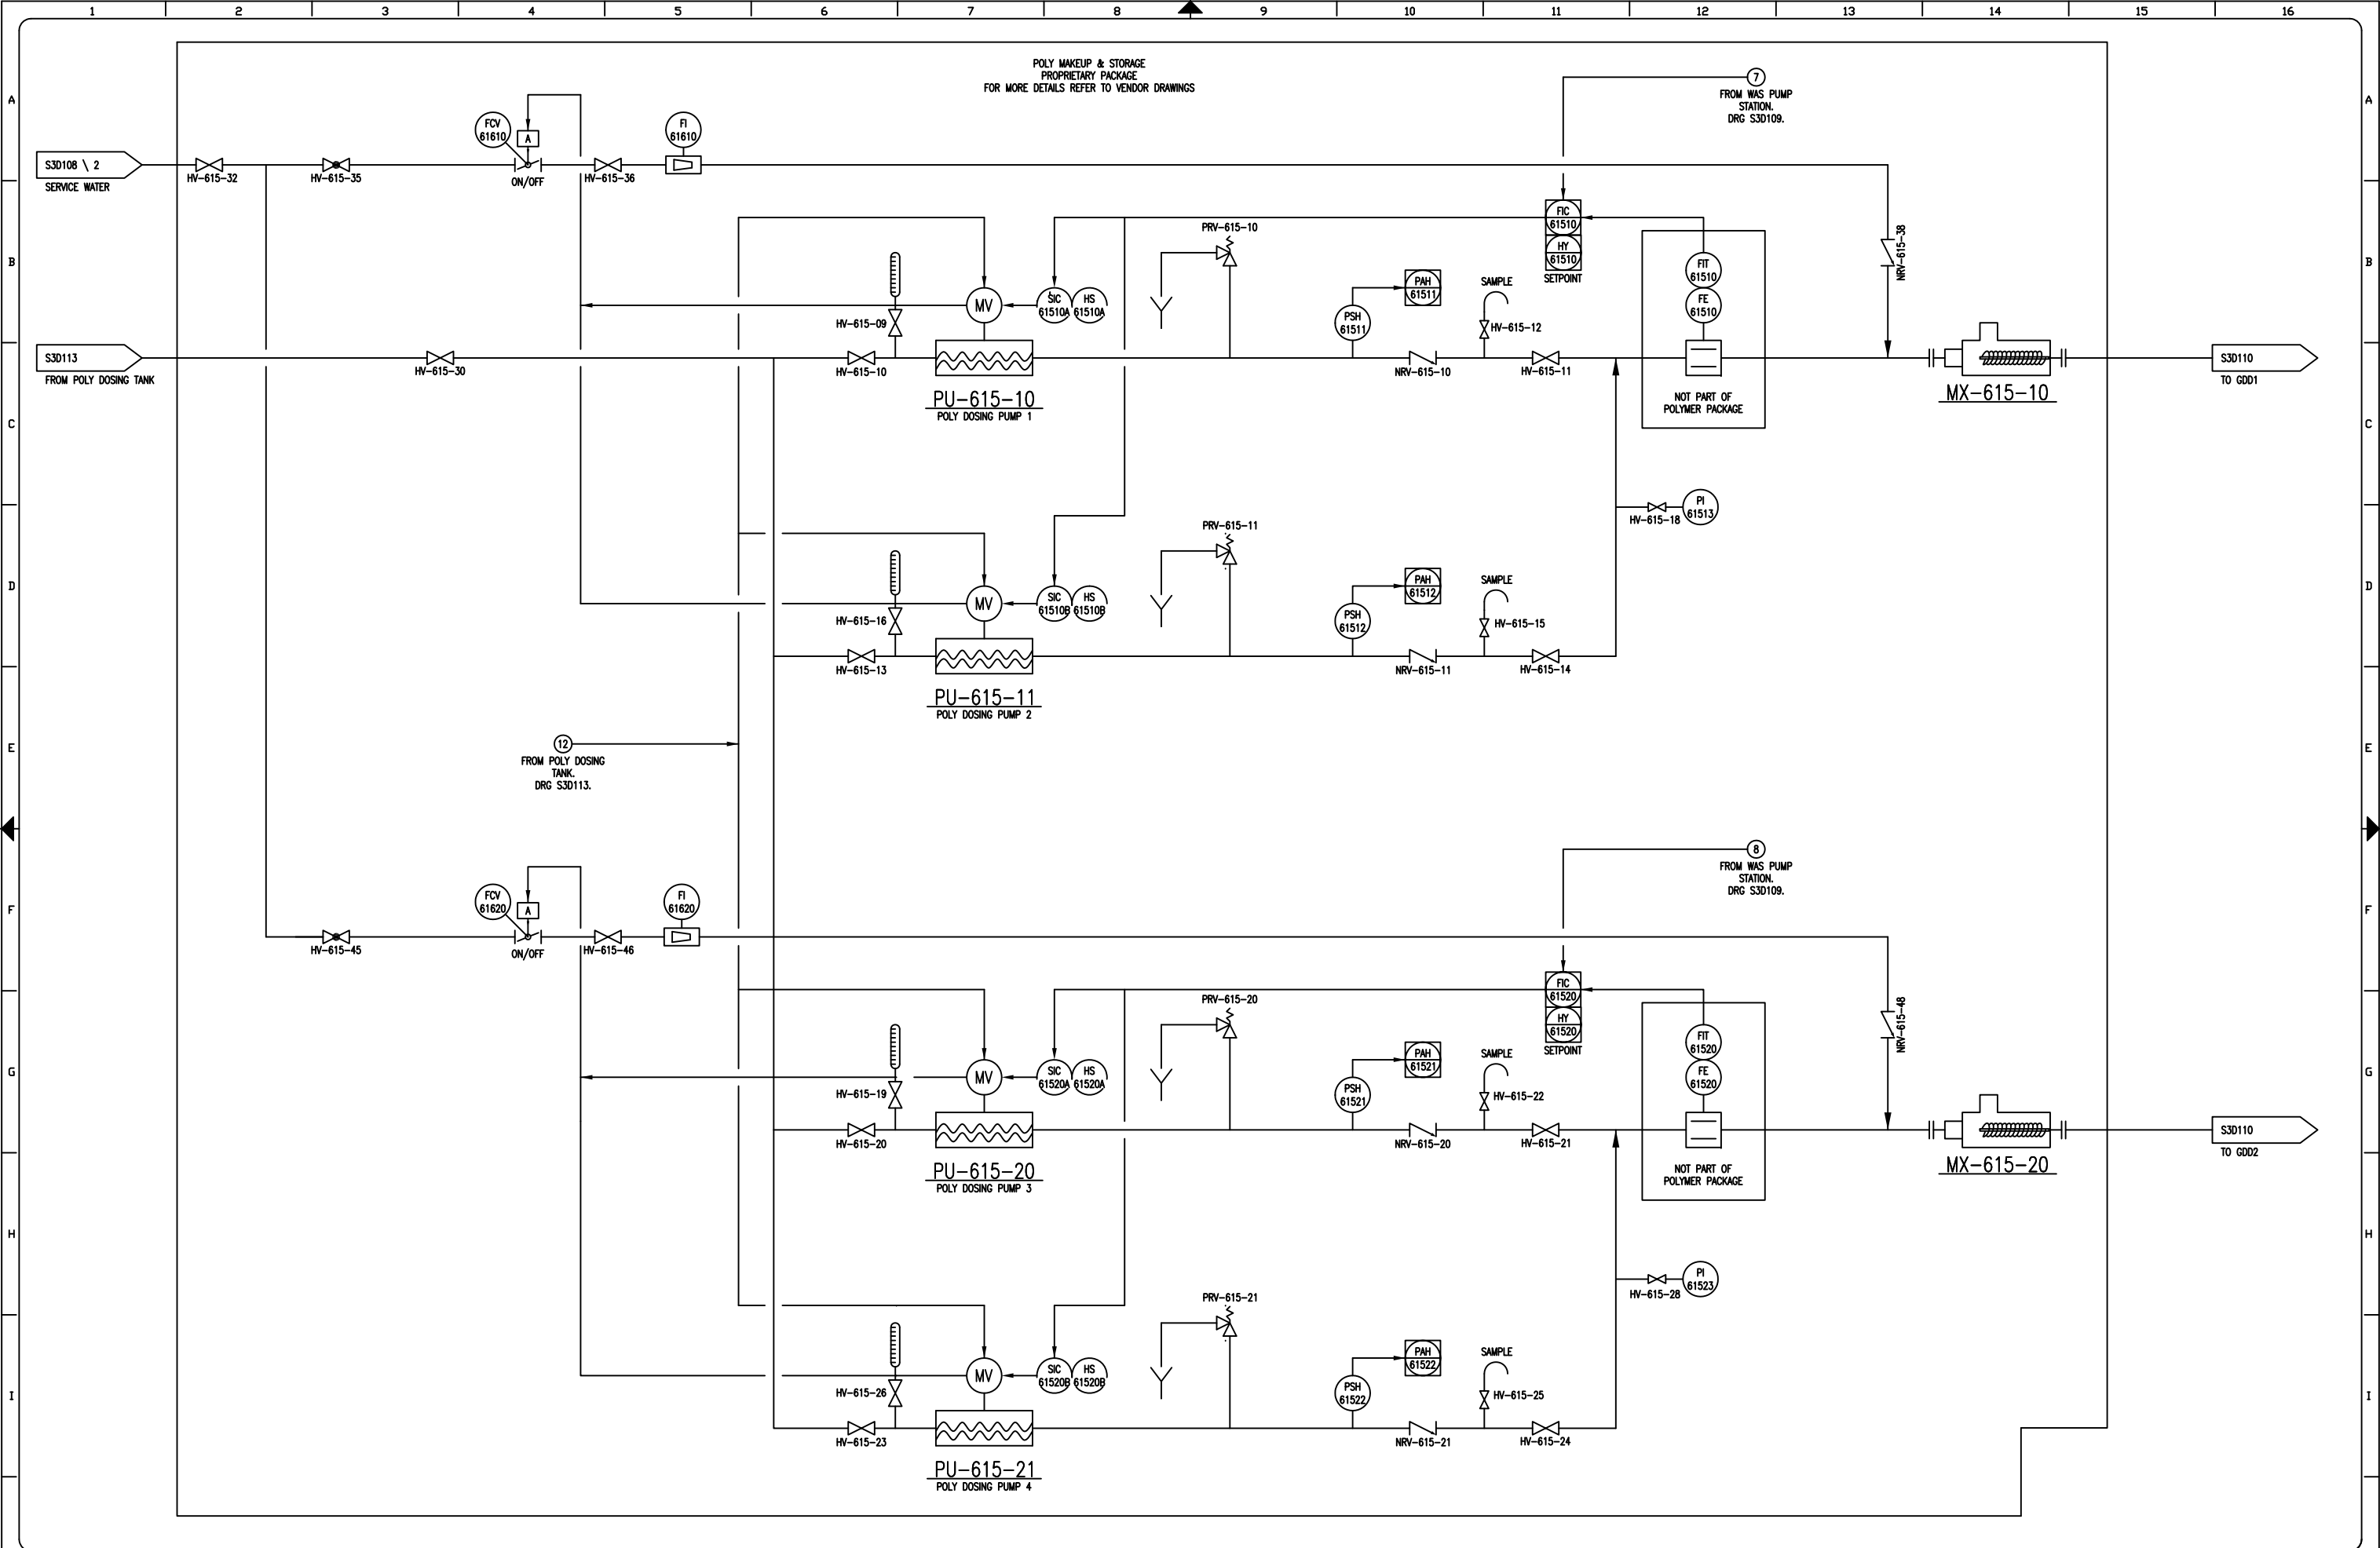 1 2 3 4 5 6 7 8 9 10 11 12 13 14 15 16
POLY MAKEUP & STORAGE
PROPRIETARY PACKAGE
FOR MORE DETAILS REFER TO VENDOR DRAWINGS
7
FROM WAS PUMP
STATION.
DRG S3D109.
A
A
FCV
61610
A
FI
61610
S3D108 \ 2
SERVICE WATER
HV-615-32
HV-615-35
ON/OFF
HV-615-36
PRV-615-10
FIC
61510
HY
61510
SETPOINT
NRV-615-38
B
B
FIT
61510
FE
61510
PAH
61511
SAMPLE
MV
SIC
61510A
HS
61510A
HV-615-09
PSH
61511
HV-615-12
S3D113
FROM POLY DOSING TANK
HV-615-30
HV-615-10
NRV-615-10
HV-615-11
S3D110
TO GDD1
PU-615-10
POLY DOSING PUMP 1
NOT PART OF
POLYMER PACKAGE
MX-615-10
C
C
PRV-615-11
HV-615-18
PI
61513
D
D
PAH
61512
SAMPLE
MV
SIC
61510B
HS
61510B
HV-615-16
PSH
61512
HV-615-15
HV-615-13
NRV-615-11
HV-615-14
PU-615-11
POLY DOSING PUMP 2
E
E
12
FROM POLY DOSING
TANK.
DRG S3D113.
8
FROM WAS PUMP
STATION.
DRG S3D109.
F
F
FCV
61620
A
FI
61620
HV-615-45
ON/OFF
HV-615-46
PRV-615-20
FIC
61520
HY
61520
SETPOINT
NRV-615-48
G
G
FIT
61520
FE
61520
PAH
61521
SAMPLE
MV
SIC
61520A
HS
61520A
HV-615-19
PSH
61521
HV-615-22
HV-615-20
NRV-615-20
HV-615-21
S3D110
TO GDD2
PU-615-20
POLY DOSING PUMP 3
NOT PART OF
POLYMER PACKAGE
MX-615-20
H
H
PRV-615-21
HV-615-28
PI
61523
I
I
PAH
61522
SAMPLE
MV
SIC
61520B
HS
61520B
HV-615-26
PSH
61522
HV-615-25
HV-615-23
NRV-615-21
HV-615-24
PU-615-21
POLY DOSING PUMP 4